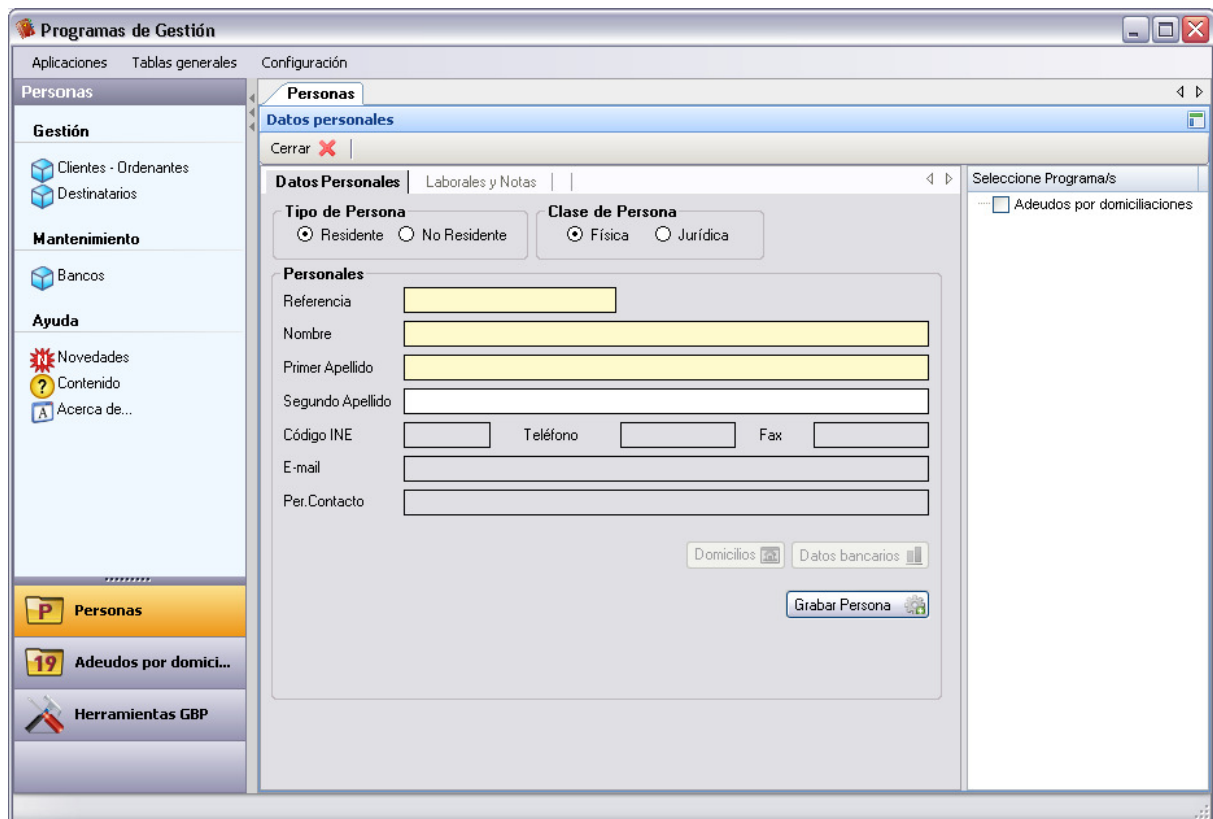 Programas de Gestión
Aplicaciones Tablas generales Configuración
Personas
Gestión
Clientes - Ordenantes
Destinatarios
Mantenimiento
Bancos
Ayuda
Novedades
Contenido
Acerca de...
Personas
Adeudos por domici...
Herramientas GBP
Personas
Datos personales
Cerrar
Datos Personales Laborales y Notas
Tipo de Persona
Residente No Residente
Clase de Persona
Física Jurídica
Personales
Referencia
Nombre
Primer Apellido
Segundo Apellido
Código INE Teléfono Fax
E-mail
Per.Contacto
Domicilios Datos bancarios
Grabar Persona
Seleccione Programa/s
Adeudos por domiciliaciones